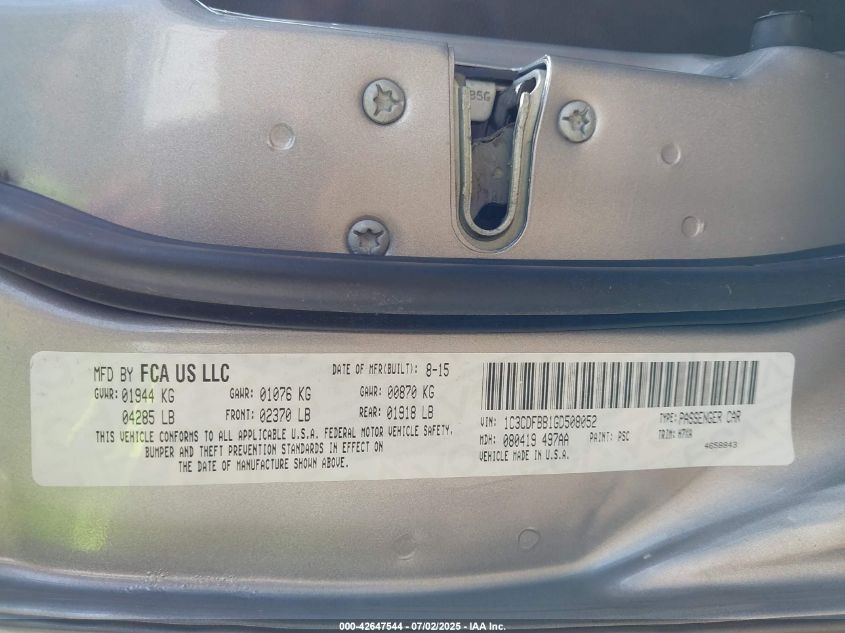 BSG
MFD BY FCA US LLC DATE OF MFR(BUILT): 8-15
GVWR: 01944 KG GAWR: 01076 KG GAWR: 00870 KG
04285 LB FRONT: 02370 LB REAR: 01918 LB
THIS VEHICLE CONFORMS TO ALL APPLICABLE U.S.A. FEDERAL MOTOR VEHICLE SAFETY,
BUMPER AND THEFT PREVENTION STANDARDS IN EFFECT ON
THE DATE OF MANUFACTURE SHOWN ABOVE.
VIN: 1C3CDFBB1GD508052 TYPE: PASSENGER CAR
MDH: 080419 497AA PAINT: PSC TRIM: H7XA
VEHICLE MADE IN U.S.A. 4658843
000-42647544 - 07/02/2025 - IAA Inc.